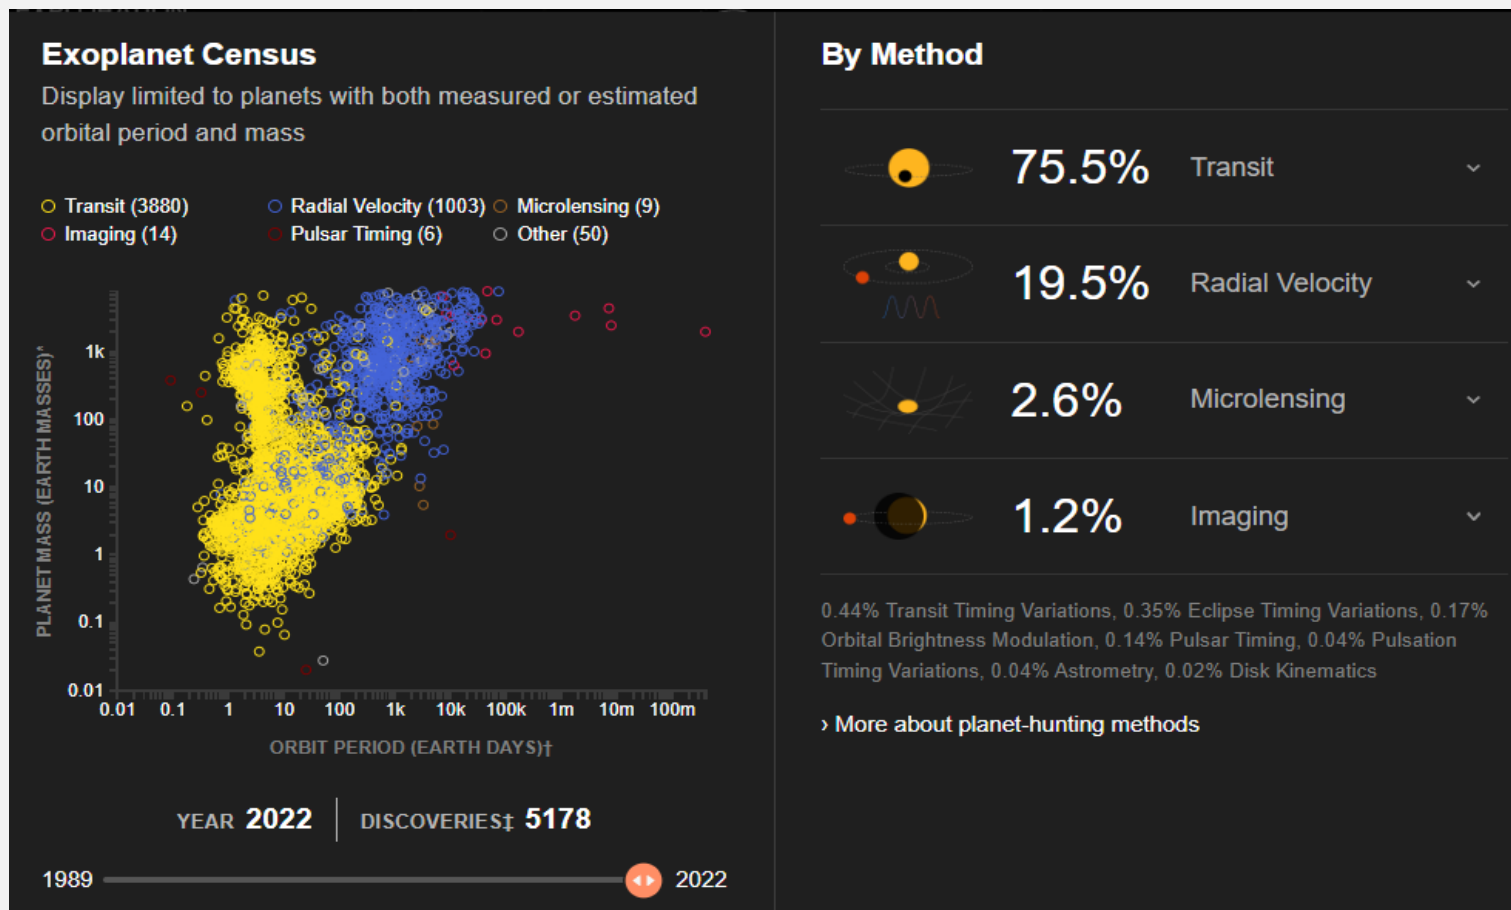 Exoplanet Census
Display limited to planets with both measured or estimated
orbital period and mass
Transit (3880)
Radial Velocity (1003)
Microlensing (9)
Imaging (14)
Pulsar Timing (6)
Other (50)
PLANET MASS (EARTH MASSES)*
1k
100
10
1
0.1
0.01
0.01 0.1 1 10 100 1k 10k 100k 1m 10m 100m
ORBIT PERIOD (EARTH DAYS)†
YEAR 2022
DISCOVERIES‡ 5178
1989
2022
By Method
75.5% Transit
19.5% Radial Velocity
2.6% Microlensing
1.2% Imaging
0.44% Transit Timing Variations, 0.35% Eclipse Timing Variations, 0.17%
Orbital Brightness Modulation, 0.14% Pulsar Timing, 0.04% Pulsation
Timing Variations, 0.04% Astrometry, 0.02% Disk Kinematics
› More about planet-hunting methods